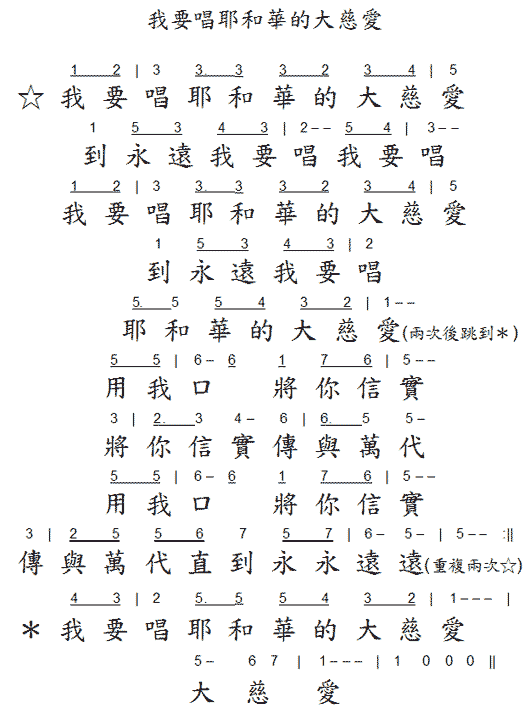 我要唱耶和華的大慈愛
1 2 | 3 3. 3 3 2 3 4 | 5
☆我要唱耶和華的大慈愛
1 5 3 4 3 | 2 – – 5 4 | 3 – –
到永遠我要唱我要唱
1 2 | 3 3. 3 3 2 3 4 | 5
我要唱耶和華的大慈愛
1 5 3 4 3 | 2
到永遠我要唱
5. 5 5 4 3 2 | 1 – –
耶和華的大慈愛(兩次後跳到＊)
5 5 | 6 – 6 1 7 6 | 5 – –
用我口 將你信實
3 | 2. 3 4 – 6 | 6. 5 5 –
將你信實傳與萬代
5 5 | 6 – 6 1 7 6 | 5 – –
用我口 將你信實
3 | 2 5 5 6 7 5 7 | 6 – 5 – | 5 – – :||
傳與萬代直到永永遠遠(重複兩次☆)
4 3 | 2 5. 5 5 4 3 2 | 1 – – – |
＊我要唱耶和華的大慈愛
5 – 6 7 | 1 – – – | 1 0 0 0 ||
大慈愛